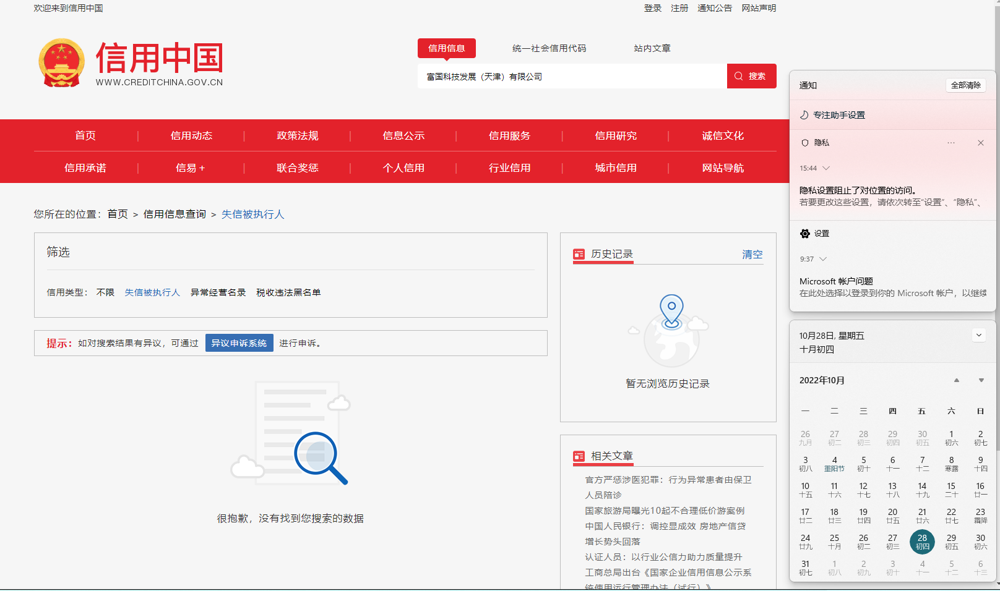 欢迎来到信用中国
登录 注册 通知公告 网站声明
信用中国
WWW.CREDITCHINA.GOV.CN
信用信息 统一社会信用代码 站内文章
富国科技发展（天津）有限公司 搜索
首页 | 信用动态 | 政策法规 | 信息公示 | 信用服务 | 信用研究 | 诚信文化
信用承诺 | 信易 + | 联合奖惩 | 个人信用 | 行业信用 | 城市信用 | 网站导航
您所在的位置：首页 > 信用信息查询 > 失信被执行人
筛选
信用类型： 不限 失信被执行人 异常经营名录 税收违法黑名单
提示：如对搜索结果有异议，可通过 异议申诉系统 进行申诉。
很抱歉，没有找到您搜索的数据
历史记录 清空
暂无浏览历史记录
相关文章
官方严惩涉医犯罪：行为异常患者由保卫
人员陪诊
国家旅游局曝光10起不合理低价游案例
中国人民银行：调控显成效 房地产信贷
增长势头回落
认证人员：以行业公信力助力质量提升
工商总局出台《国家企业信用信息公示系
统使用运行管理办法（试行）》
通知 全部清除
专注助手设置
隐私
15:44
隐私设置阻止了对位置的访问。
若要更改这些设置，请依次转至“设置”、“隐私”、
设置
9:37
Microsoft 帐户问题
在此处选择以登录到你的 Microsoft 帐户，以继续
10月28日, 星期五
十月初四
2022年10月
一 二 三 四 五 六 日
26 27 28 29 30 1 2
九月 初二 初三 初四 初五 初六 初七
3 4 5 6 7 8 9
初八 重阳节 初十 十一 十二 寒露 十四
10 11 12 13 14 15 16
十五 十六 十七 十八 十九 二十 廿一
17 18 19 20 21 22 23
廿二 廿三 廿四 廿五 廿六 廿七 霜降
24 25 26 27 28 29 30
廿九 十月 初二 初三 初四 初五 初六
31 1 2 3 4 5 6
初七 初八 初九 初十 十一 十二 十三